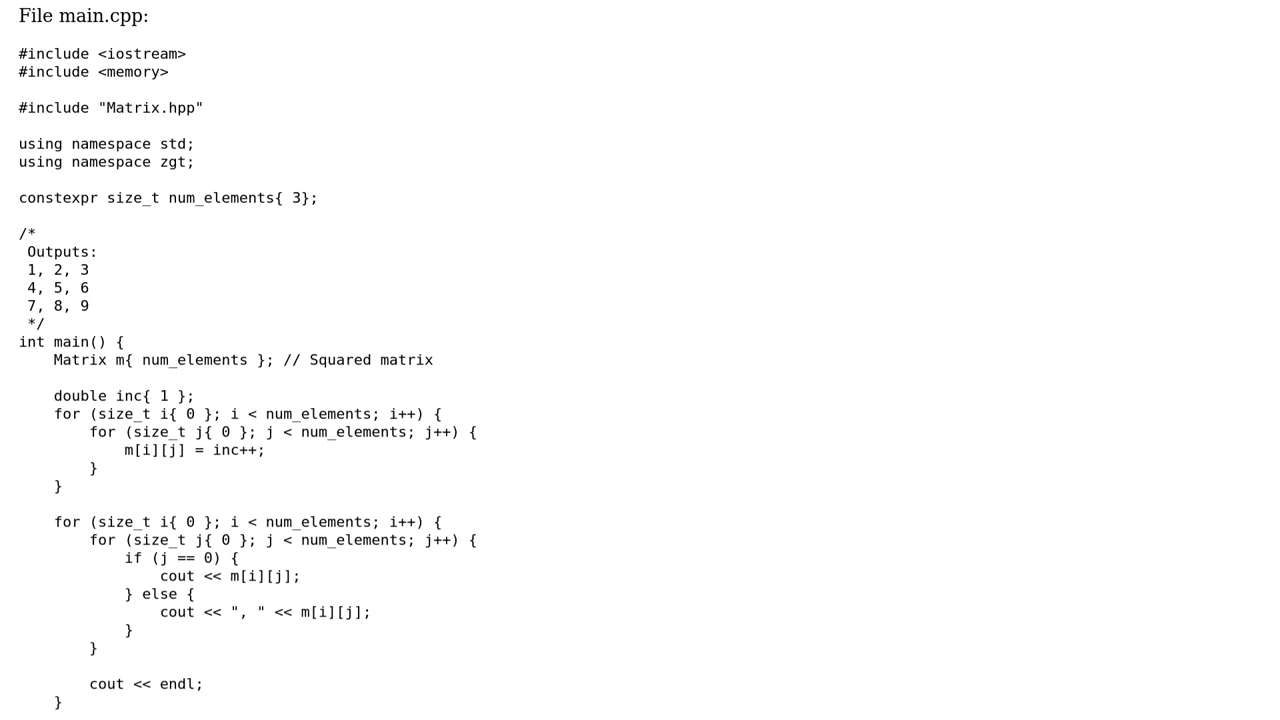 File main.cpp:
#include <iostream>
#include <memory>
#include "Matrix.hpp"
using namespace std;
using namespace zgt;
constexpr size_t num_elements{ 3};
/*
 Outputs:
 1, 2, 3
 4, 5, 6
 7, 8, 9
 */
int main() {
    Matrix m{ num_elements }; // Squared matrix
    double inc{ 1 };
    for (size_t i{ 0 }; i < num_elements; i++) {
        for (size_t j{ 0 }; j < num_elements; j++) {
            m[i][j] = inc++;
        }
    }
    for (size_t i{ 0 }; i < num_elements; i++) {
        for (size_t j{ 0 }; j < num_elements; j++) {
            if (j == 0) {
                cout << m[i][j];
            } else {
                cout << ", " << m[i][j];
            }
        }
        cout << endl;
    }